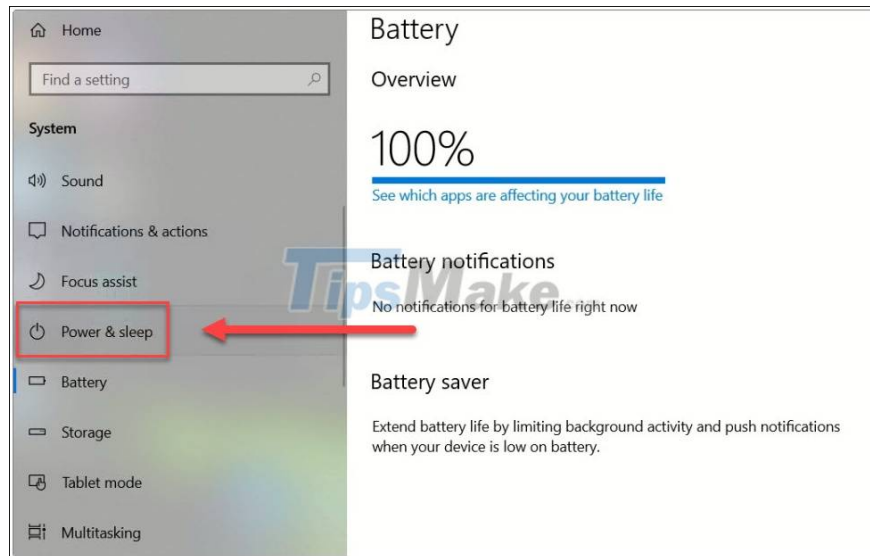 Home
Find a setting
System
Sound
Notifications & actions
Focus assist
Power & sleep
Battery
Storage
Tablet mode
Multitasking
Battery
Overview
100%
See which apps are affecting your battery life
Battery notifications
TipsMake.com
No notifications for battery life right now
Battery saver
Extend battery life by limiting background activity and push notifications
when your device is low on battery.